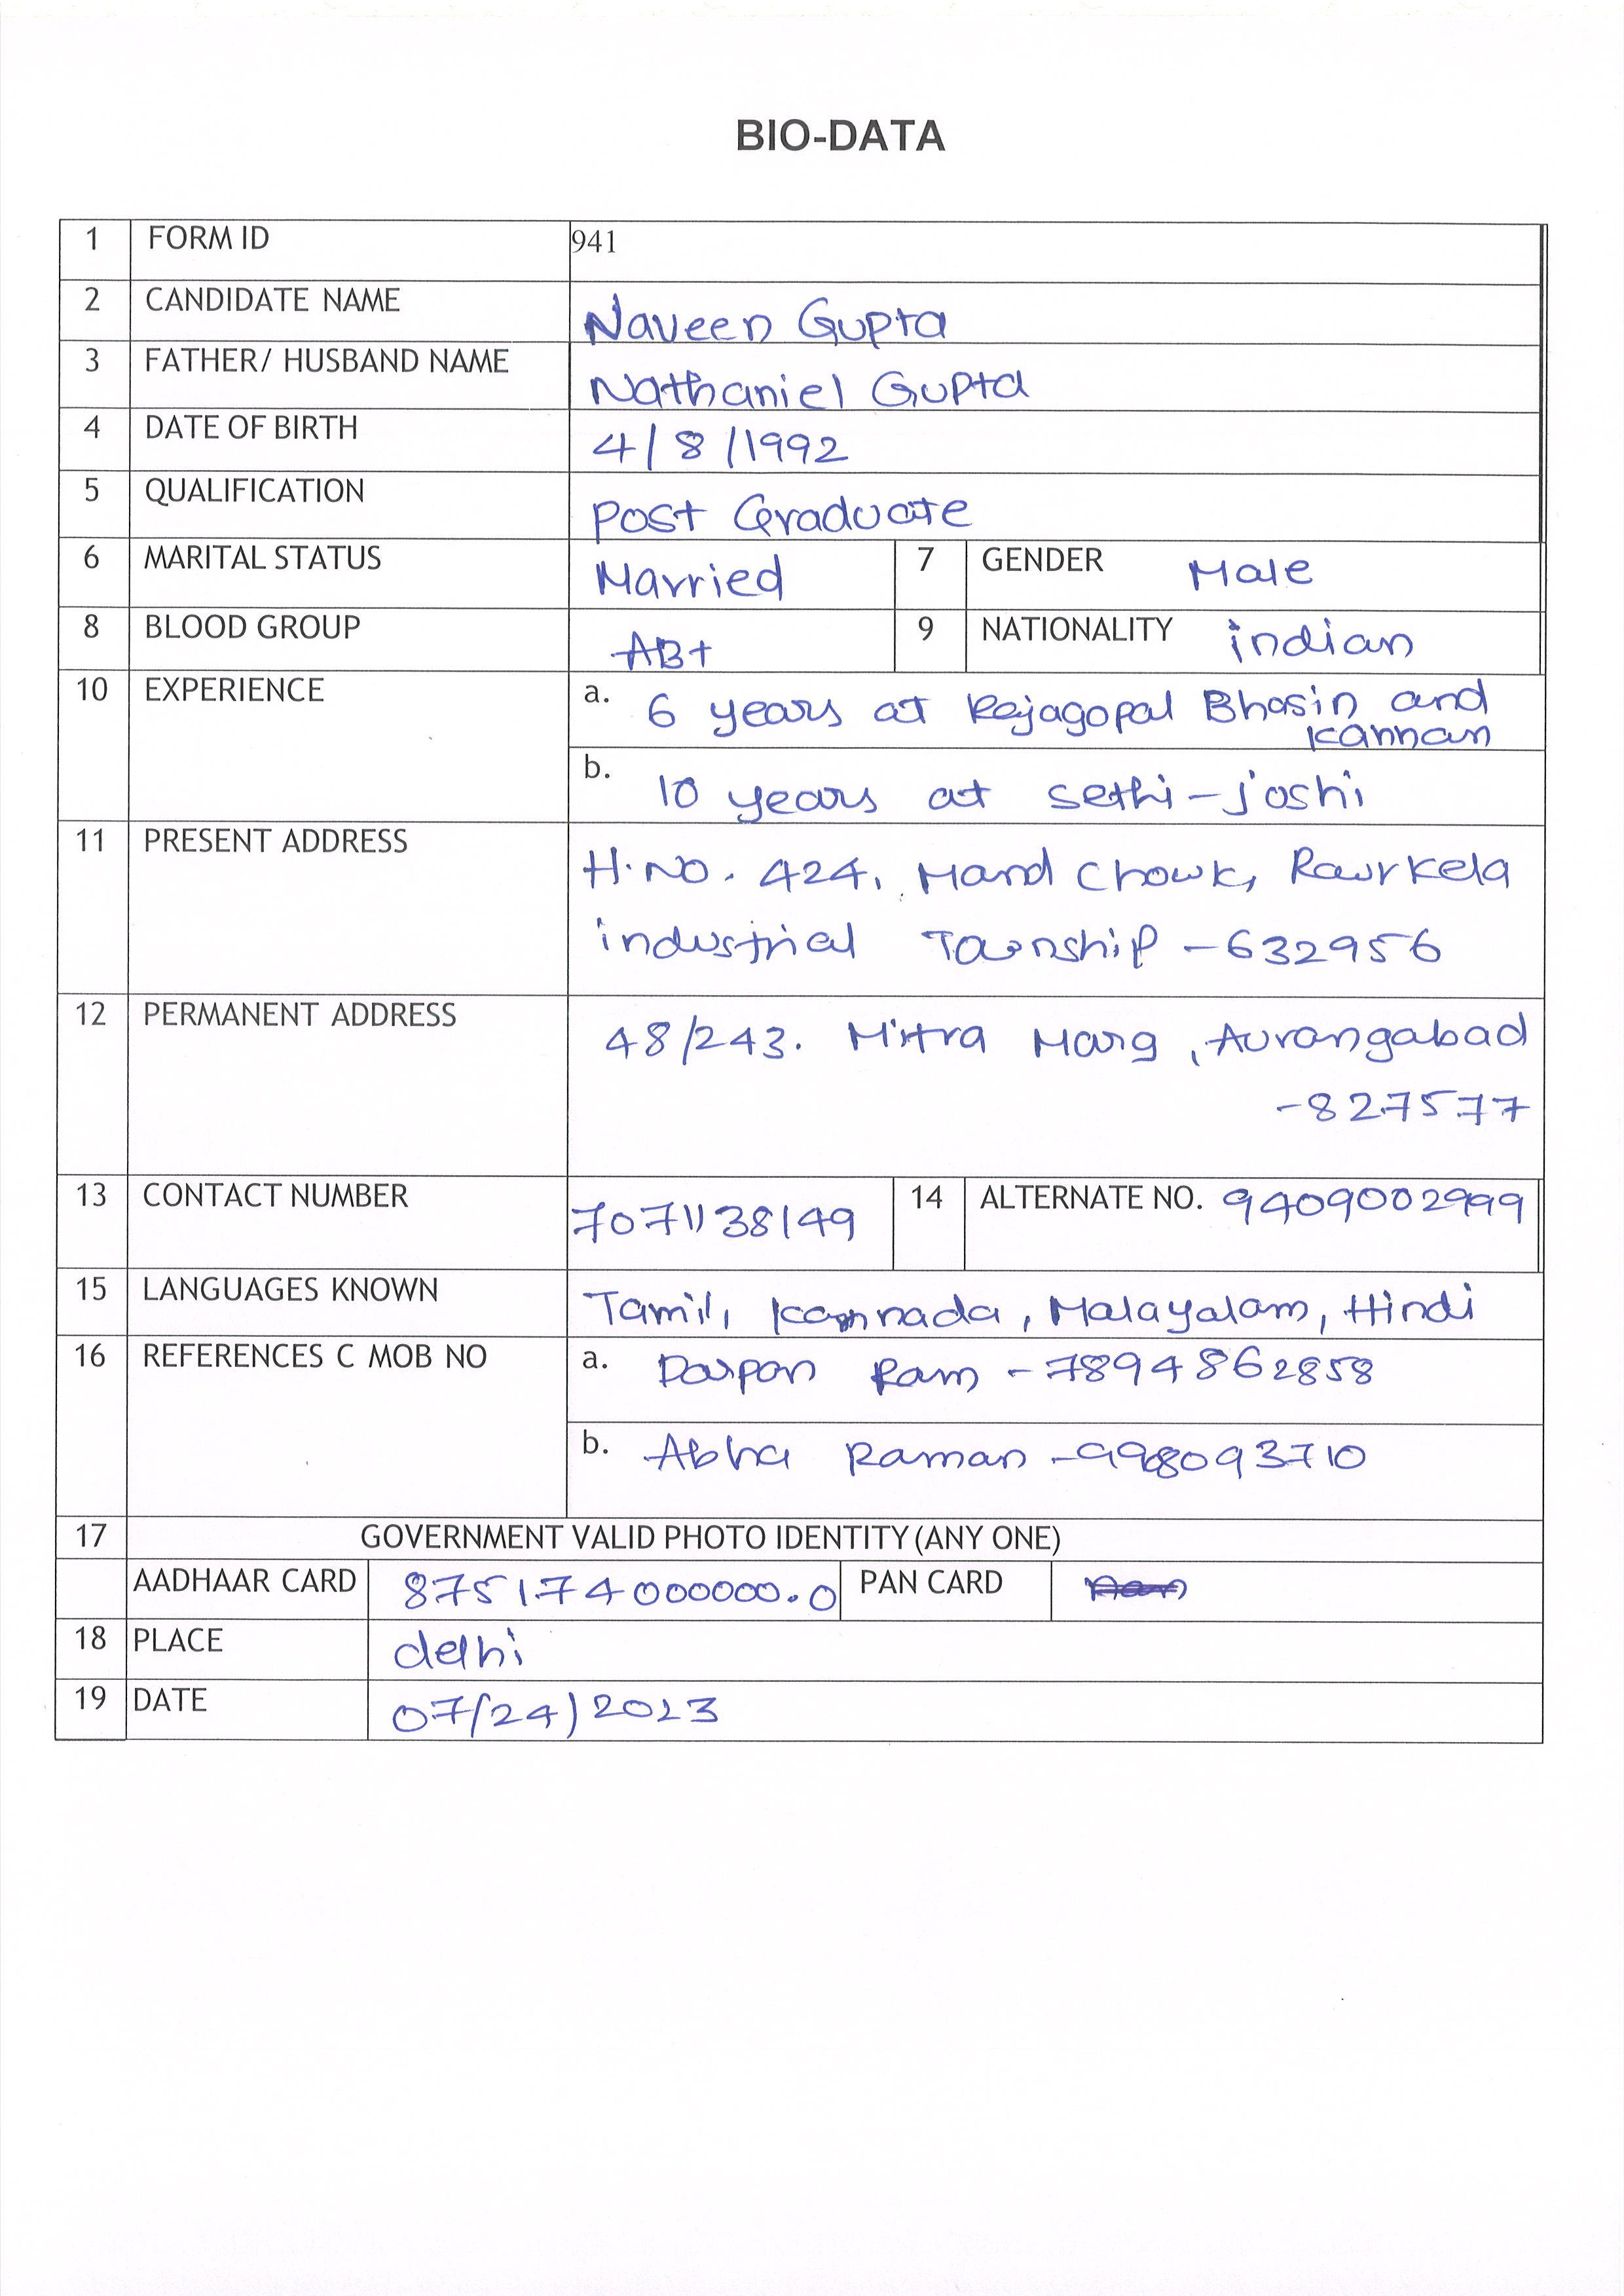 BIO-DATA
1 FORM ID 941
2 CANDIDATE NAME Naveen Gupta
3 FATHER/ HUSBAND NAME Nathaniel Gupta
4 DATE OF BIRTH 4/8/1992
5 QUALIFICATION Post Graduate
6 MARITAL STATUS Married 7 GENDER Male
8 BLOOD GROUP AB+ 9 NATIONALITY indian
10 EXPERIENCE a. 6 years at Rajagopal Bhasin and
Kannan
b. 10 years at sethi-Joshi
11 PRESENT ADDRESS H.No. 424, Mand Chowk, Raurkela
industrial Township -632956
12 PERMANENT ADDRESS 48/243. Mitra Marg, Aurangabad
-827577
13 CONTACT NUMBER 7071138149 14 ALTERNATE NO. 9409002999
15 LANGUAGES KNOWN Tamil, Kannada, Malayalam, Hindi
16 REFERENCES C MOB NO a. Darpan Ram -7894862858
b. Abha Raman -998093710
17 GOVERNMENT VALID PHOTO IDENTITY (ANY ONE)
AADHAAR CARD 875174000000.0 PAN CARD
18 PLACE delhi
19 DATE 07/24/2023